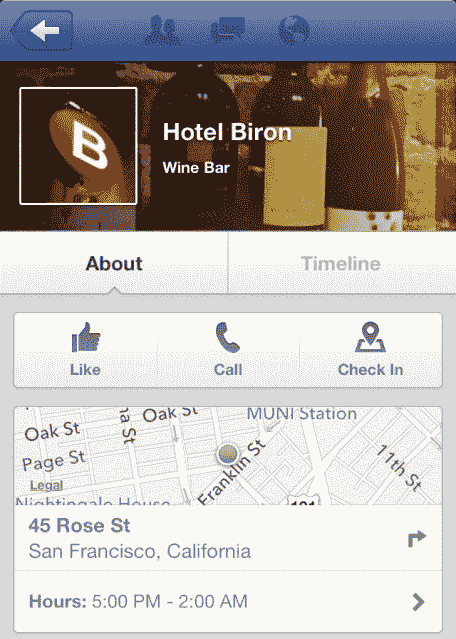 B
Hotel Biron
Wine Bar
About
Timeline
Like
Call
Check In
Oak St
Oak St
na St
MUNI Station
Page St
Franklin St
11th St
Legal
Nightingale House
101
45 Rose St
San Francisco, California
Hours: 5:00 PM - 2:00 AM